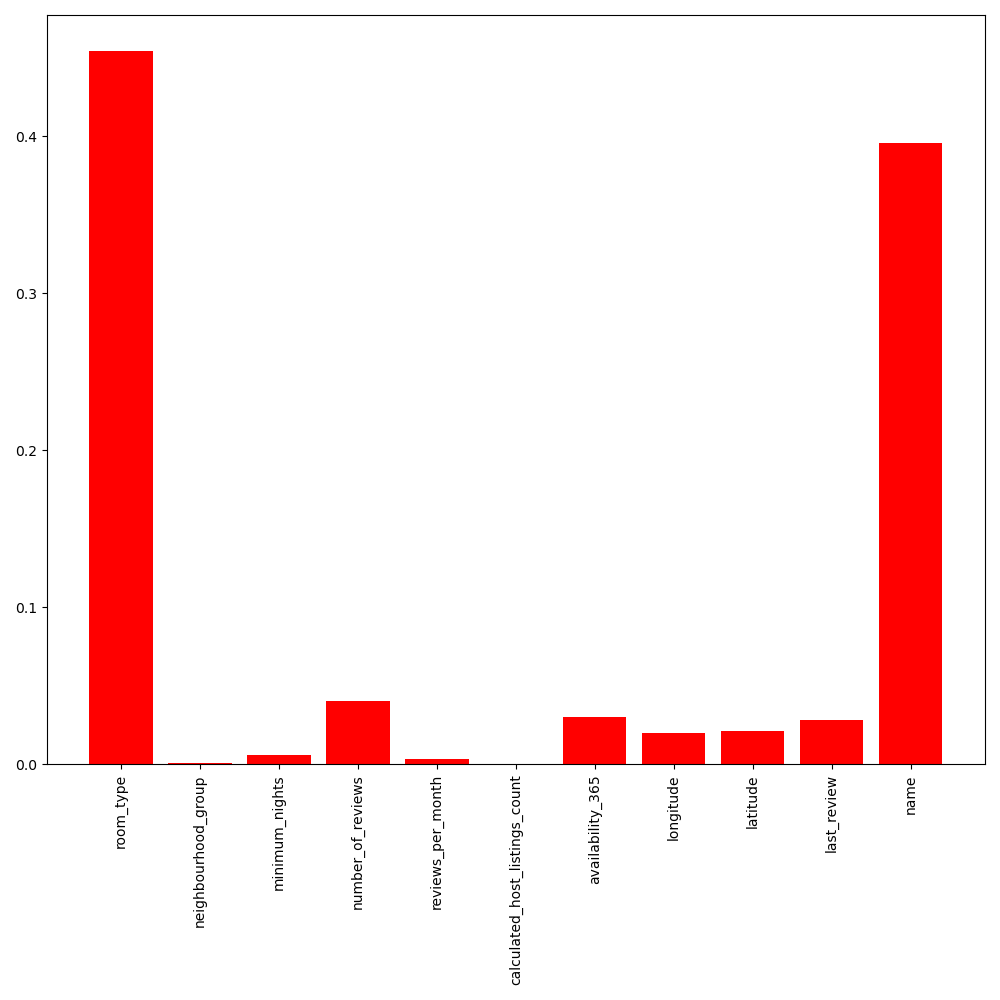 0.4
0.3
0.2
0.1
0.0
room_type
neighbourhood_group
minimum_nights
number_of_reviews
reviews_per_month
calculated_host_listings_count
availability_365
longitude
latitude
last_review
name